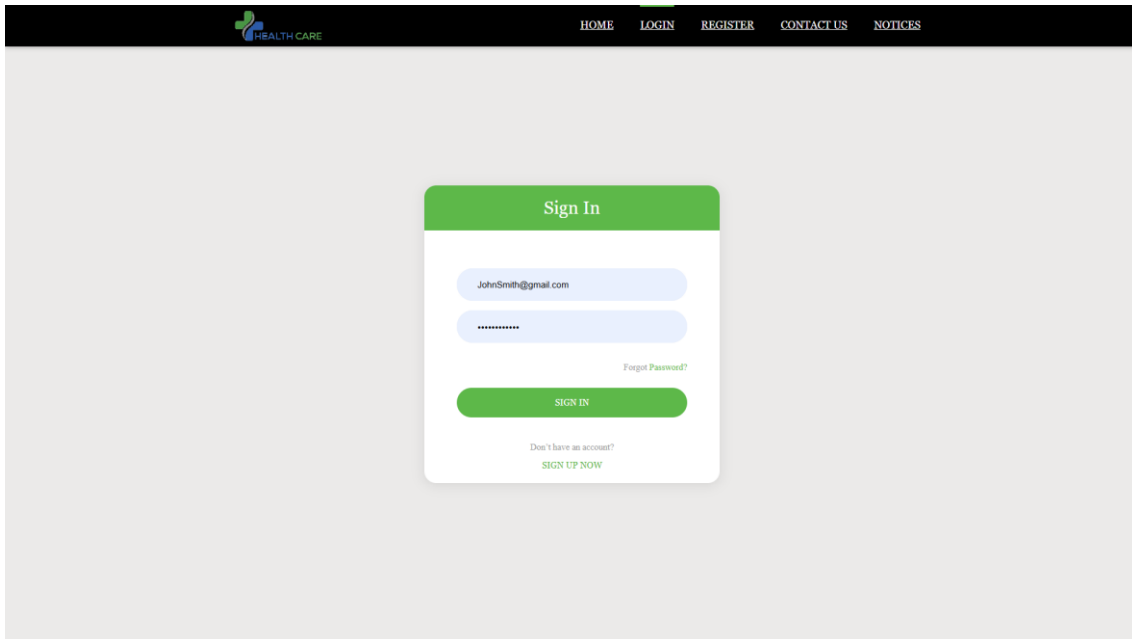 HEALTH CARE
HOME LOGIN REGISTER CONTACT US NOTICES
Sign In
JohnSmith@gmail.com
••••••••••••
Forgot Password?
SIGN IN
Don't have an account?
SIGN UP NOW